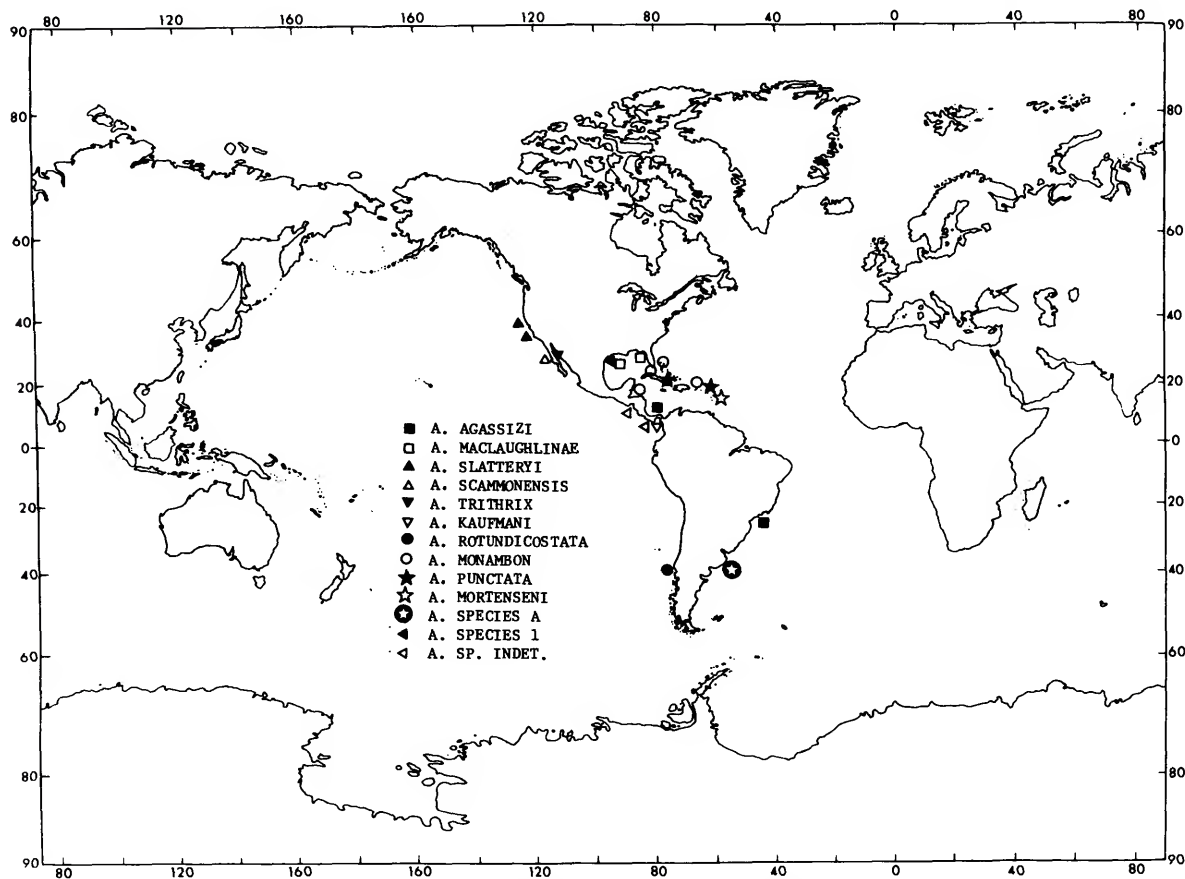 80 120 160 160 120 80 40 0 40 80
90 90
80 80
60 60
40 40
20 20
0 0
20 20
40 40
60 60
80 80
90 90
80 120 160 160 120 80 40 0 40 80
A. AGASSIZI
A. MACLAUGHLINAE
A. SLATTERYI
A. SCAMMONENSIS
A. TRITHRIX
A. KAUFMANI
A. ROTUNDICOSTATA
A. MONAMBON
A. PUNCTATA
A. MORTENSENI
A. SPECIES A
A. SPECIES 1
A. SP. INDET.